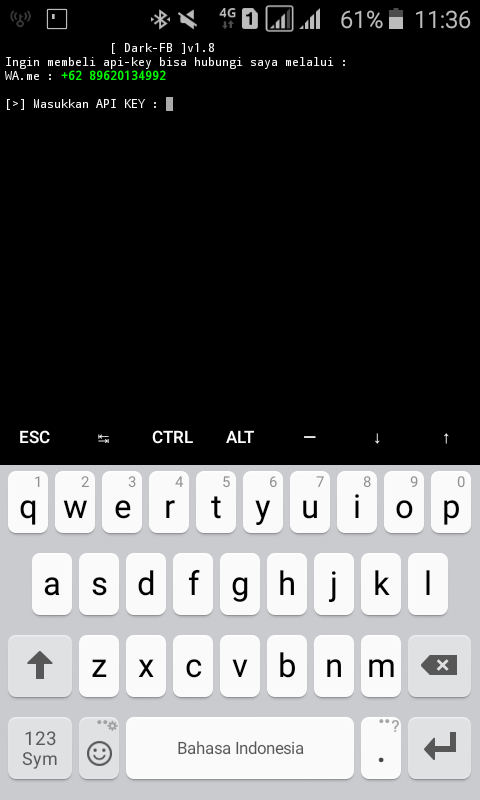 4G 1 61% 11:36
[ Dark-FB ]v1.8
Ingin membeli api-key bisa hubungi saya melalui :
WA.me : +62 89620134992
[>] Masukkan API KEY :
ESC ↹ CTRL ALT — ↓ ↑
1 2 3 4 5 6 7 8 9 0
q w e r t y u i o p
a s d f g h j k l
z x c v b n m
123 Sym Bahasa Indonesia . ?